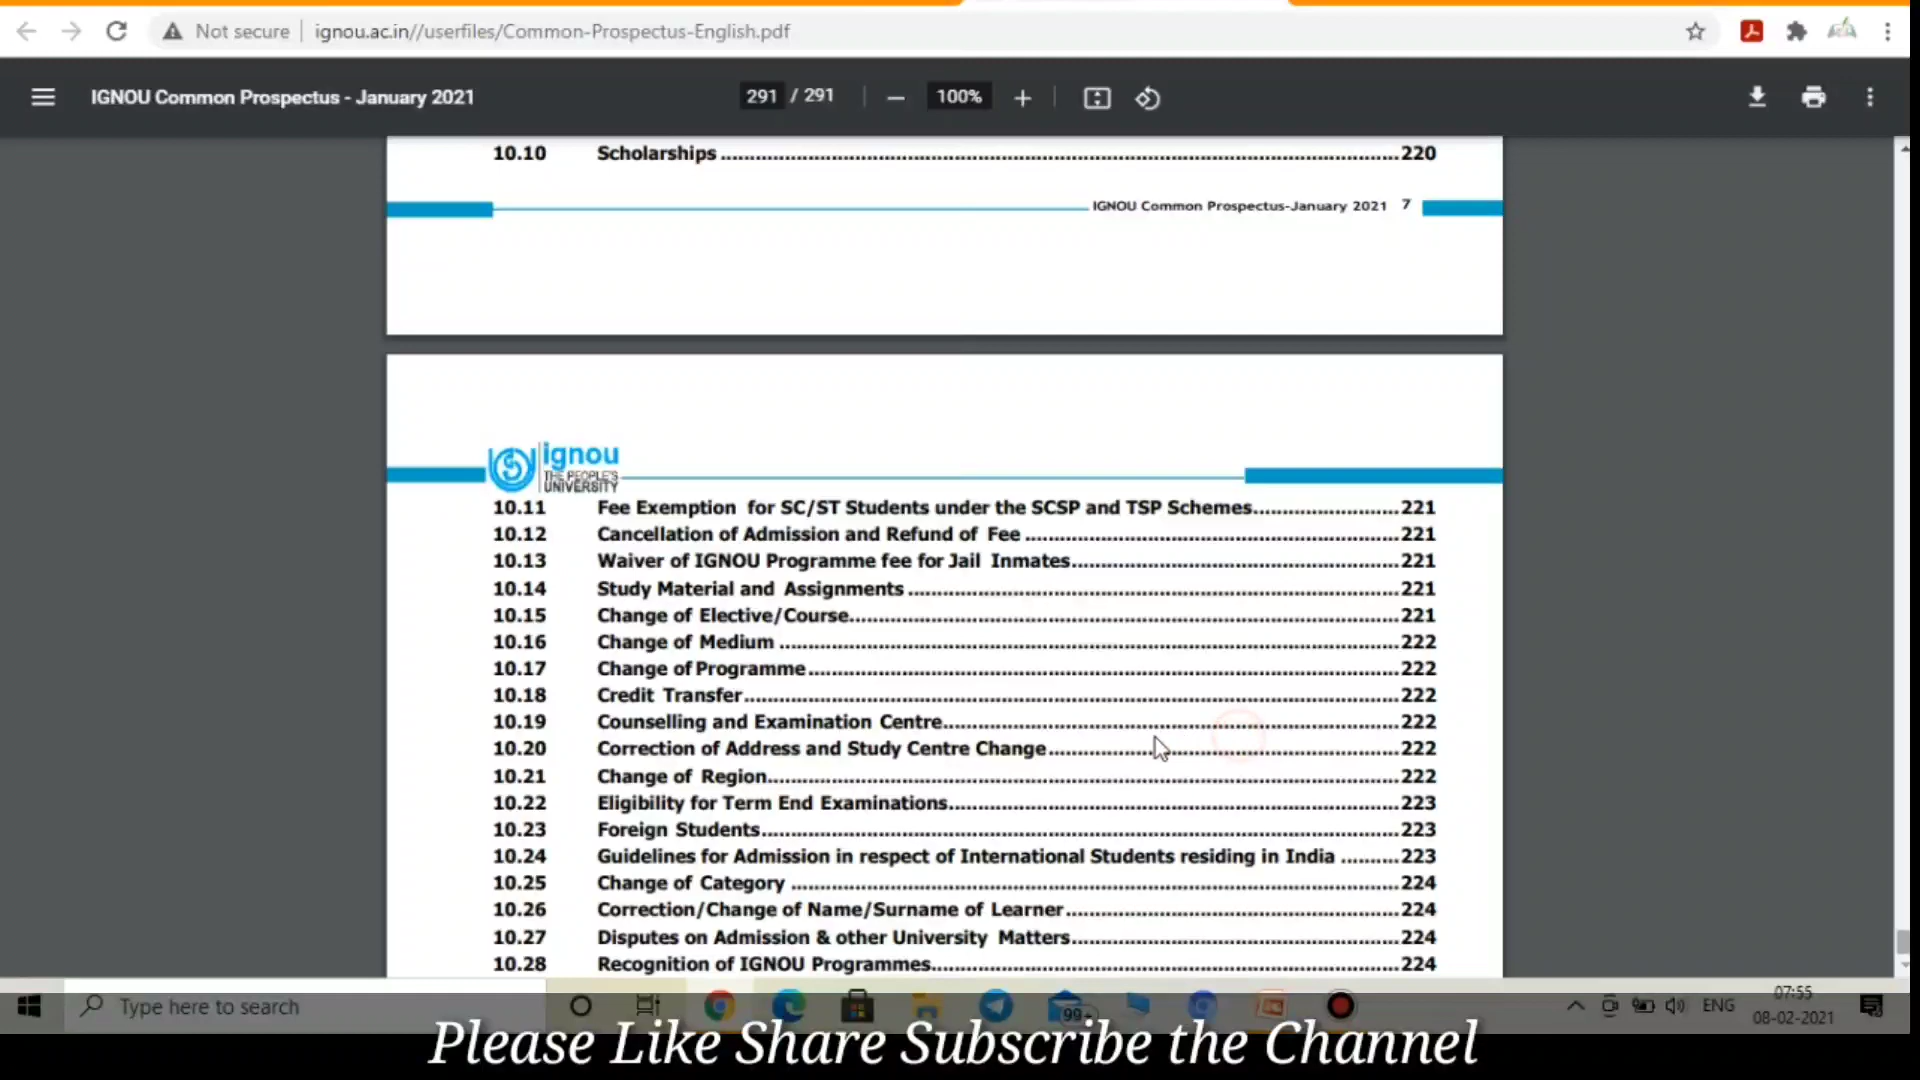 Not secure ignou.ac.in//userfiles/Common-Prospectus-English.pdf
IGNOU Common Prospectus - January 2021 291 / 291 100%
10.10 Scholarships 220
IGNOU Common Prospectus-January 2021 7
ignou
THE PEOPLE'S
UNIVERSITY
10.11 Fee Exemption for SC/ST Students under the SCSP and TSP Schemes 221
10.12 Cancellation of Admission and Refund of Fee 221
10.13 Waiver of IGNOU Programme fee for Jail Inmates 221
10.14 Study Material and Assignments 221
10.15 Change of Elective/Course 221
10.16 Change of Medium 222
10.17 Change of Programme 222
10.18 Credit Transfer 222
10.19 Counselling and Examination Centre 222
10.20 Correction of Address and Study Centre Change 222
10.21 Change of Region 222
10.22 Eligibility for Term End Examinations 223
10.23 Foreign Students 223
10.24 Guidelines for Admission in respect of International Students residing in India 223
10.25 Change of Category 224
10.26 Correction/Change of Name/Surname of Learner 224
10.27 Disputes on Admission & other University Matters 224
10.28 Recognition of IGNOU Programmes 224
Type here to search 99+ ENG 07:55
08-02-2021
Please Like Share Subscribe the Channel